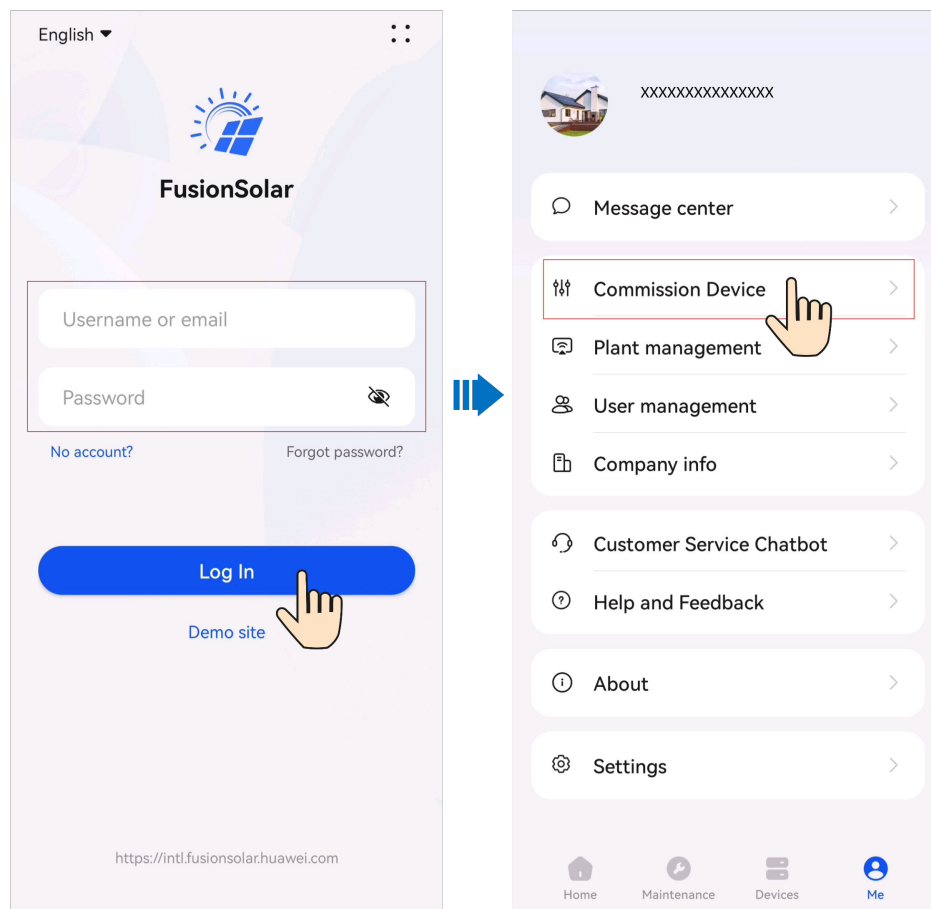 English
FusionSolar
Username or email
Password
No account?
Forgot password?
Log In
Demo site
https://intl.fusionsolar.huawei.com
XXXXXXXXXXXXXXX
Message center
Commission Device
Plant management
User management
Company info
Customer Service Chatbot
Help and Feedback
About
Settings
Home
Maintenance
Devices
Me